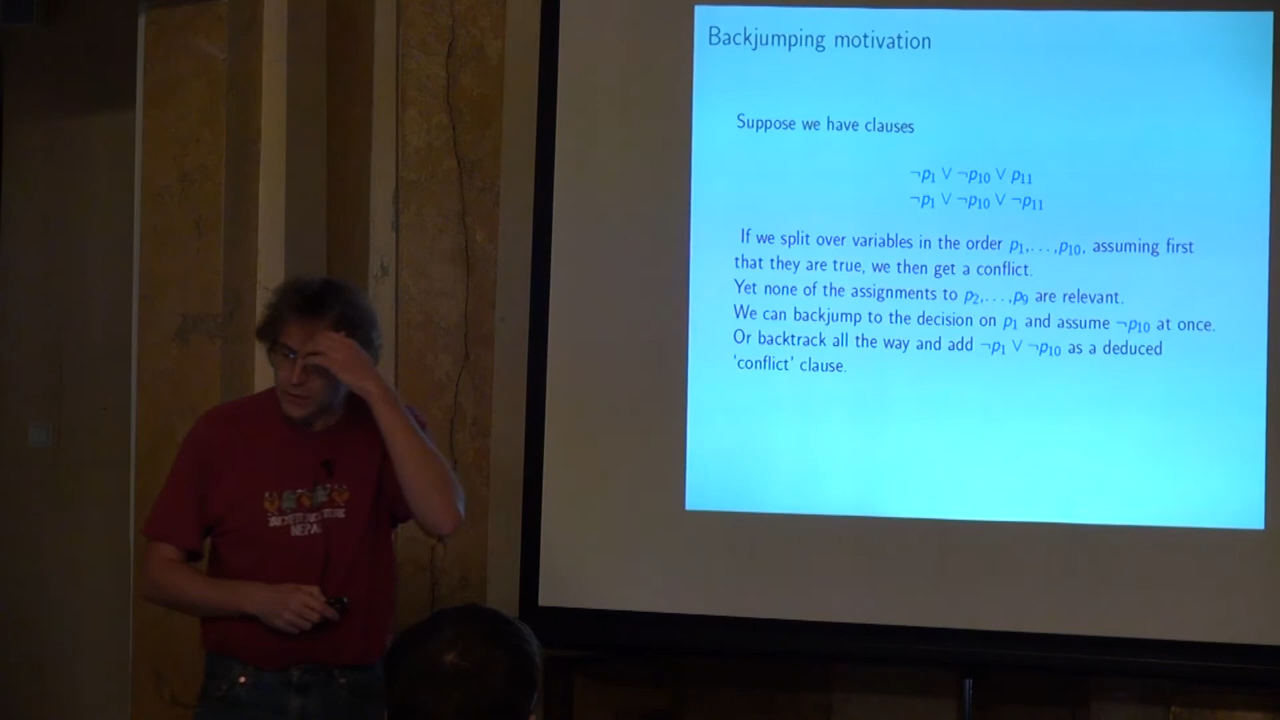 Backjumping motivation
Suppose we have clauses
¬p₁ ∨ ¬p₁₀ ∨ p₁₁
¬p₁ ∨ ¬p₁₀ ∨ ¬p₁₁
If we split over variables in the order p₁,...,p₁₀, assuming first
that they are true, we then get a conflict.
Yet none of the assignments to p₂,...,p₉ are relevant.
We can backjump to the decision on p₁ and assume ¬p₁₀ at once.
Or backtrack all the way and add ¬p₁ ∨ ¬p₁₀ as a deduced
'conflict' clause.
NEPAL